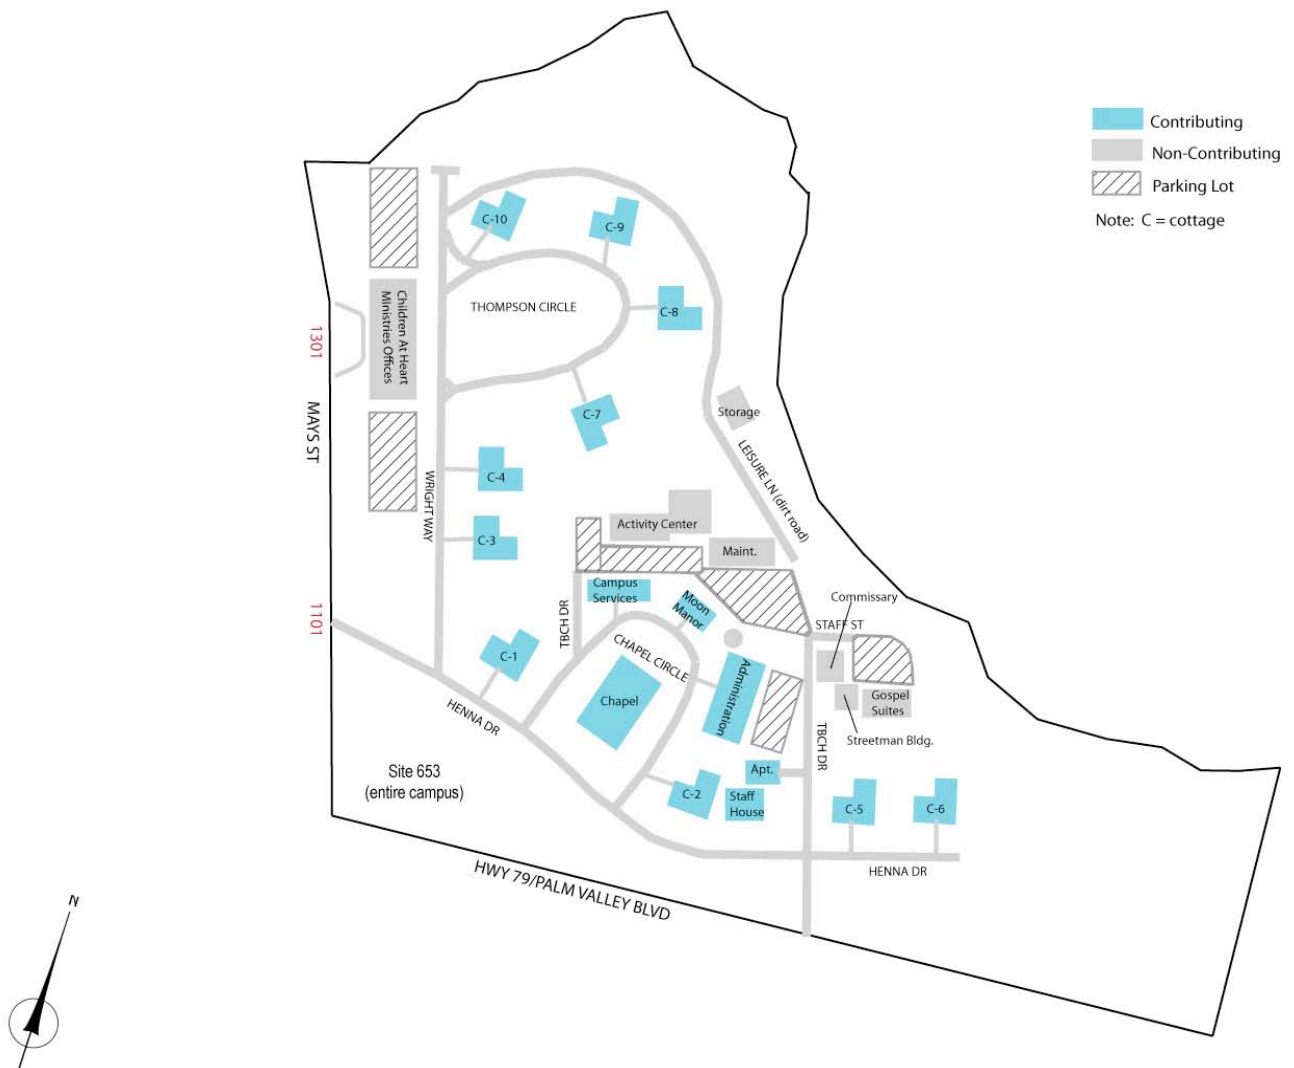 Contributing
Non-Contributing
Parking Lot
Note: C = cottage
C-10
C-9
THOMPSON CIRCLE
C-8
Children At Heart
Ministries Offices
1301
MAYS ST
C-7
Storage
LEISURE LN (dirt road)
C-4
WRIGHT WAY
C-3
Activity Center
Maint.
Campus
Services
Moon
Manor
Commissary
STAFF ST
1101
TBCH DR
CHAPEL CIRCLE
C-1
Chapel
Administration
Gospel
Suites
HENNA DR
Streetman Bldg.
TBCH DR
Site 653
(entire campus)
Apt.
C-2
Staff
House
C-5
C-6
HENNA DR
HWY 79/PALM VALLEY BLVD
N